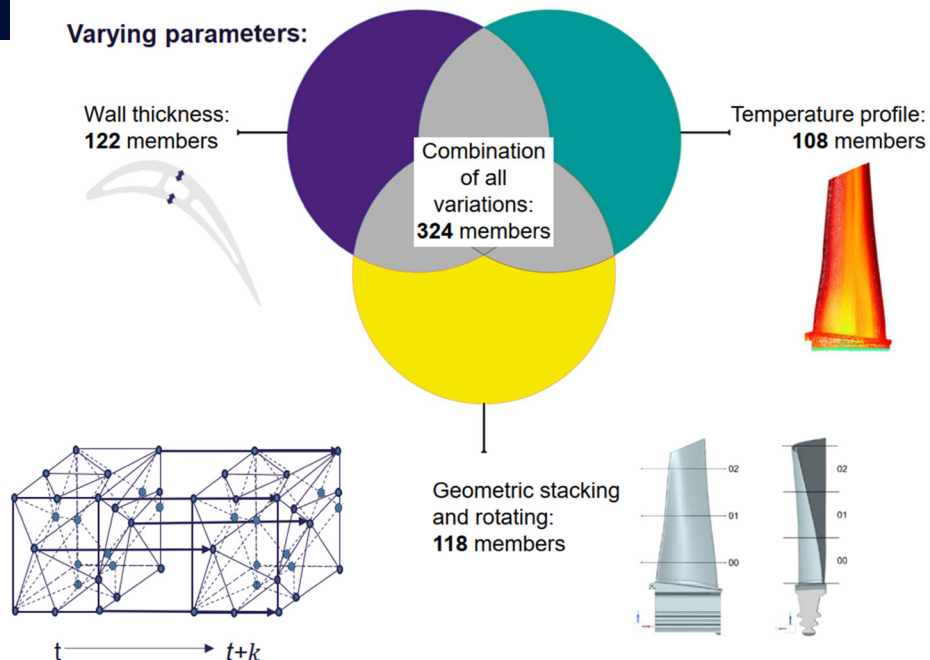 Varying parameters:
Wall thickness:
122 members
Temperature profile:
108 members
Combination
of all
variations:
324 members
Geometric stacking
and rotating:
118 members
02
01
00
02
01
00
t
t+k